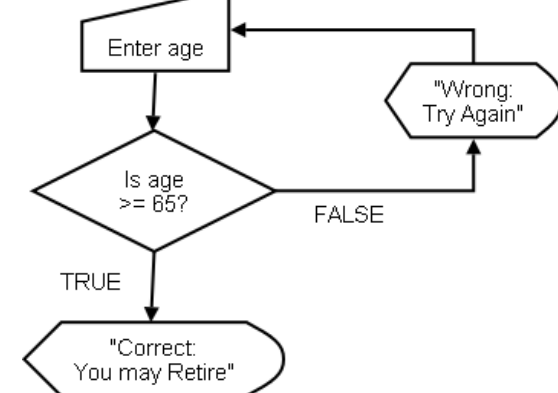 Enter age
"Wrong:
Try Again"
Is age
>= 65?
FALSE
TRUE
"Correct:
You may Retire"